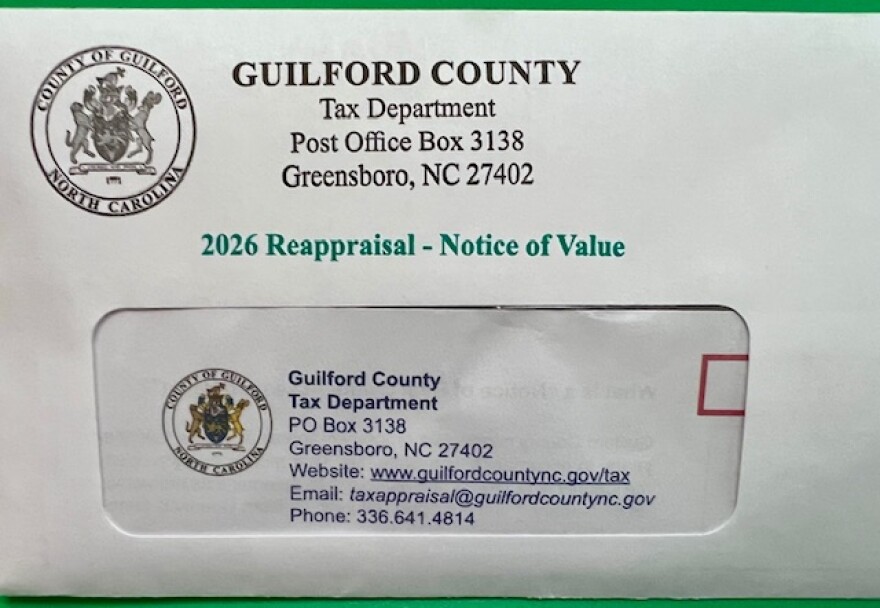 COUNTY OF GUILFORD
NORTH CAROLINA
GUILFORD COUNTY
Tax Department
Post Office Box 3138
Greensboro, NC 27402
2026 Reappraisal - Notice of Value
COUNTY OF GUILFORD
NORTH CAROLINA
Guilford County
Tax Department
PO Box 3138
Greensboro, NC 27402
Website: www.guilfordcountync.gov/tax
Email: taxappraisal@guilfordcountync.gov
Phone: 336.641.4814